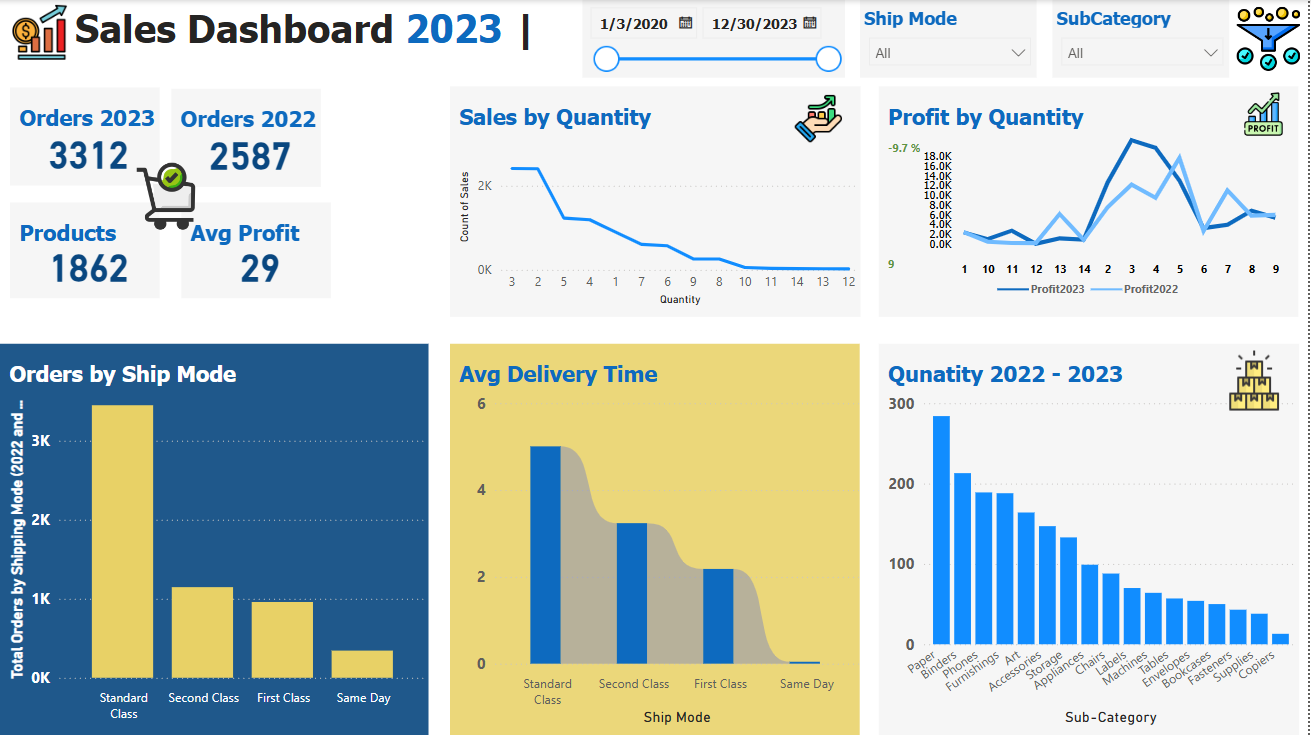 Sales Dashboard 2023 |
1/3/2020
12/30/2023
Ship Mode
All
SubCategory
All
Orders 2023
3312
Orders 2022
2587
Products
1862
Avg Profit
29
Sales by Quantity
Count of Sales
2K
0K
3 2 5 4 1 7 6 9 8 10 11 14 13 12
Quantity
Profit by Quantity
PROFIT
-9.7 %
9
18.0K
16.0K
14.0K
12.0K
10.0K
8.0K
6.0K
4.0K
2.0K
0.0K
1 10 11 12 13 14 2 3 4 5 6 7 8 9
Profit2023 Profit2022
Orders by Ship Mode
Total Orders by Shipping Mode (2022 and ...
3K
2K
1K
0K
Standard Class
Second Class
First Class
Same Day
Avg Delivery Time
6
4
2
0
Standard Class
Second Class
First Class
Same Day
Ship Mode
Qunatity 2022 - 2023
300
200
100
0
Paper
Binders
Phones
Furnishings
Art
Accessories
Storage
Appliances
Chairs
Labels
Machines
Tables
Envelopes
Bookcases
Fasteners
Supplies
Copiers
Sub-Category